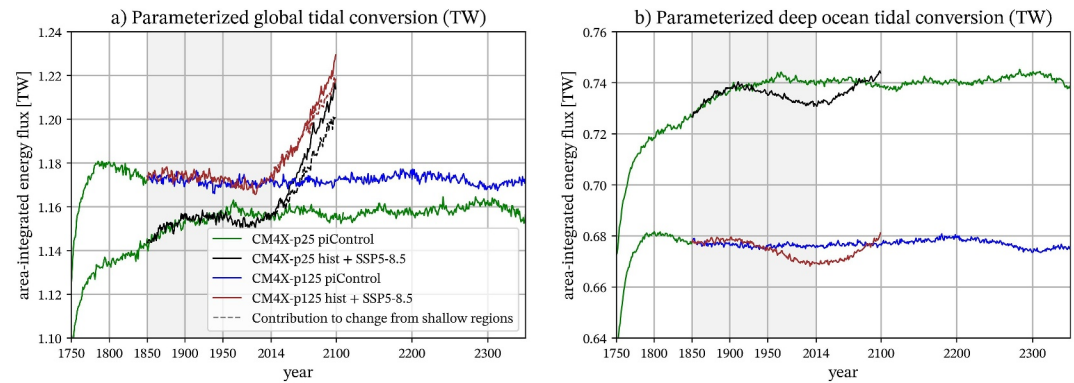 a) Parameterized global tidal conversion (TW)
area-integrated energy flux [TW]
1.24
1.22
1.20
1.18
1.16
1.14
1.12
1.10
CM4X-p25 piControl
CM4X-p25 hist + SSP5-8.5
CM4X-p125 piControl
CM4X-p125 hist + SSP5-8.5
Contribution to change from shallow regions
1750 1800 1850 1900 1950 2014 2100 2200 2300
year
b) Parameterized deep ocean tidal conversion (TW)
area-integrated energy flux [TW]
0.76
0.74
0.72
0.70
0.68
0.66
0.64
1750 1800 1850 1900 1950 2014 2100 2200 2300
year